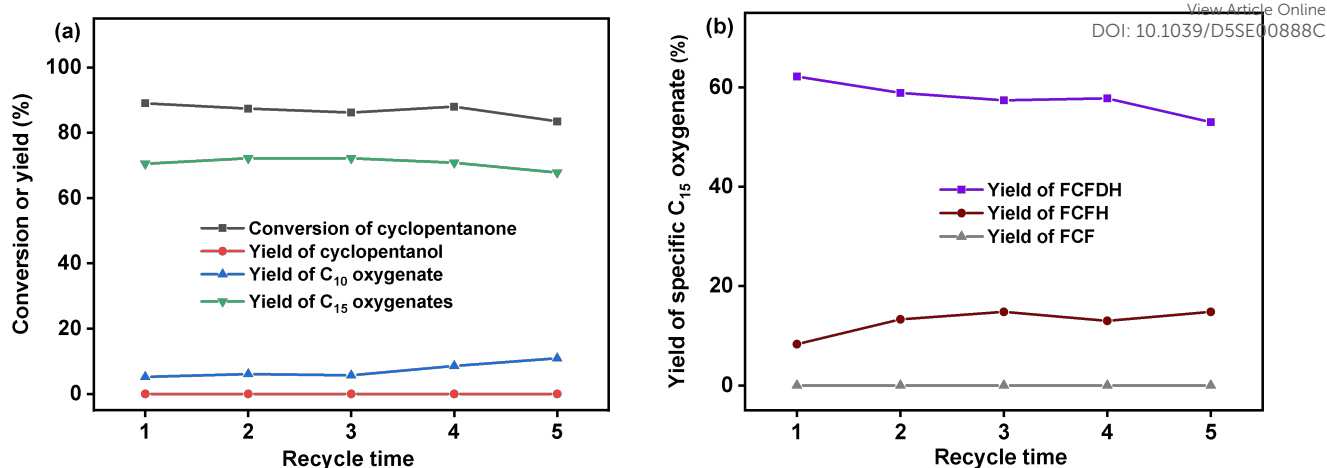 View Article Online
DOI: 10.1039/D5SE00888C
(a)
Conversion or yield (%)
100
80
60
40
20
0
Conversion of cyclopentanone
Yield of cyclopentanol
Yield of C10 oxygenate
Yield of C15 oxygenates
1 2 3 4 5
Recycle time
(b)
Yield of specific C15 oxygenate (%)
60
40
20
0
Yield of FCFDH
Yield of FCFH
Yield of FCF
1 2 3 4 5
Recycle time